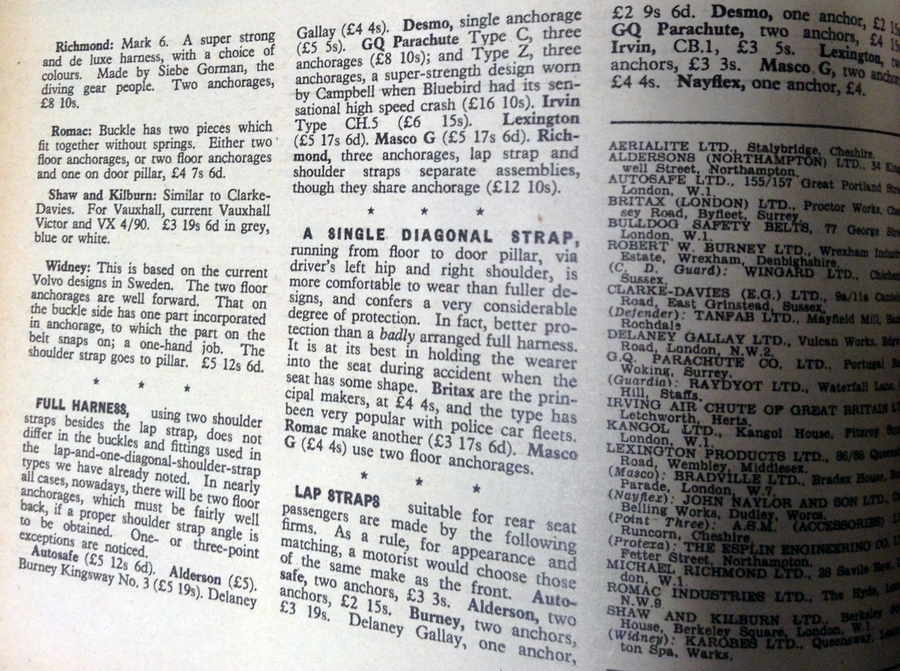 Richmond: Mark 6. A super strong
and de luxe harness, with a choice of
colours. Made by Siebe Gorman, the
diving gear people. Two anchorages,
£8 10s.
Romac: Buckle has two pieces which
fit together without springs. Either two
floor anchorages, or two floor anchorages
and one on door pillar, £4 7s 6d.
Shaw and Kilburn: Similar to Clarke-
Davies. For Vauxhall, current Vauxhall
Victor and VX 4/90. £3 19s 6d in grey,
blue or white.
Widney: This is based on the current
Volvo designs in Sweden. The two floor
anchorages are well forward. That on
the buckle side has one part incorporated
in anchorage, to which the part on the
belt snaps on; a one-hand job. The
shoulder strap goes to pillar. £5 12s 6d.
* * *
FULL HARNESS, using two shoulder
straps besides the lap strap, does not
differ in the buckles and fittings used in
the lap-and-one-diagonal-shoulder-strap
types we have already noted. In nearly
all cases, nowadays, there will be two floor
anchorages, which must be fairly well
back, if a proper shoulder strap angle is
to be obtained. One- or three-point
exceptions are noticed.
Autosafe (£5 12s 6d). Alderson (£5).
Burney Kingsway No. 3 (£5 19s). Delaney
Gallay (£4 4s). Desmo, single anchorage
(£5 5s). GQ Parachute Type C, three
anchorages (£8 10s); and Type Z, three
anchorages, a super-strength design worn
by Campbell when Bluebird had its sen-
sational high speed crash (£16 10s). Irvin
Type CH.5 (£6 15s). Lexington
(£5 17s 6d). Masco G (£5 17s 6d). Rich-
mond, three anchorages, lap strap and
shoulder straps separate assemblies,
though they share anchorage (£12 10s).
* * *
A SINGLE DIAGONAL STRAP,
running from floor to door pillar, via
driver's left hip and right shoulder, is
more comfortable to wear than fuller de-
signs, and confers a very considerable
degree of protection. In fact, better pro-
tection than a badly arranged full harness.
It is at its best in holding the wearer
into the seat during accident when the
seat has some shape. Britax are the prin-
cipal makers, at £4 4s, and the type has
been very popular with police car fleets.
Romac make another (£3 17s 6d). Masco
G (£4 4s) use two floor anchorages.
* * *
LAP STRAPS suitable for rear seat
passengers are made by the following
firms. As a rule, for appearance and
matching, a motorist would choose those
of the same make as the front. Auto-
safe, two anchors, £3 3s. Alderson, two
anchors, £2 15s. Burney, two anchors,
£3 19s. Delaney Gallay, one anchor,
£2 9s 6d. Desmo, one anchor, £2
GQ Parachute, two anchors, £4
Irvin, CB.1, £3 5s. Lexington,
anchors, £3 3s. Masco G, two
£4 4s. Nayflex, one anchor, £4.
AERIALITE LTD., Stalybridge, Cheshire.
ALDERSONS (NORTHAMPTON) LTD., 34
well Street, Northampton.
AUTOSAFE LTD., 155/157 Great Portland
London, W.1.
BRITAX (LONDON) LTD., Proctor Works,
sey Road, Byfleet, Surrey.
BULLDOG SAFETY BELTS, 77 George
London, W.1.
ROBERT W. BURNEY LTD., Wrexham
Estate, Wrexham, Denbighshire.
(C. D. Guard): WINGARD LTD.,
Sussex.
CLARKE-DAVIES (E.G.) LTD., 9a/11a
Road, East Grinstead, Sussex.
(Defender): TANFAB LTD., Mayfield Mill,
Rochdale
DELANEY GALLAY LTD., Vulcan Works,
Road, London, N.W.2.
G.Q. PARACHUTE CO. LTD., Portugal
Woking, Surrey.
(Guardia): RAYDYOT LTD., Waterfall Lane,
Hill, Staffs.
IRVING AIR CHUTE OF GREAT BRITAIN
Letchworth, Herts.
KANGOL LTD., Kangol House, Fitzroy
London, W.1.
LEXINGTON PRODUCTS LTD., 86/88
Road, Wembley, Middlesex.
(Masco): BRADVILLE LTD., Bradex House,
Parade, London, W.7.
(Nayflex): JOHN NAYLOR AND SON LTD.,
Belling Works, Dudley, Worcs.
(Point Three): A.S.M. (ACCESSORIES)
Runcorn, Cheshire.
(Protexa): THE ESPLIN ENGINEERING CO.
Fetter Street, Northampton.
MICHAEL RICHMOND LTD., 28 Savile
don, W.1.
ROMAC INDUSTRIES LTD., The Hyde,
N.W.9
SHAW AND KILBURN LTD., Berkeley
House, Berkeley Square, London, W.1.
(Widney): KAROBES LTD., Queensway,
ton Spa, Warks.